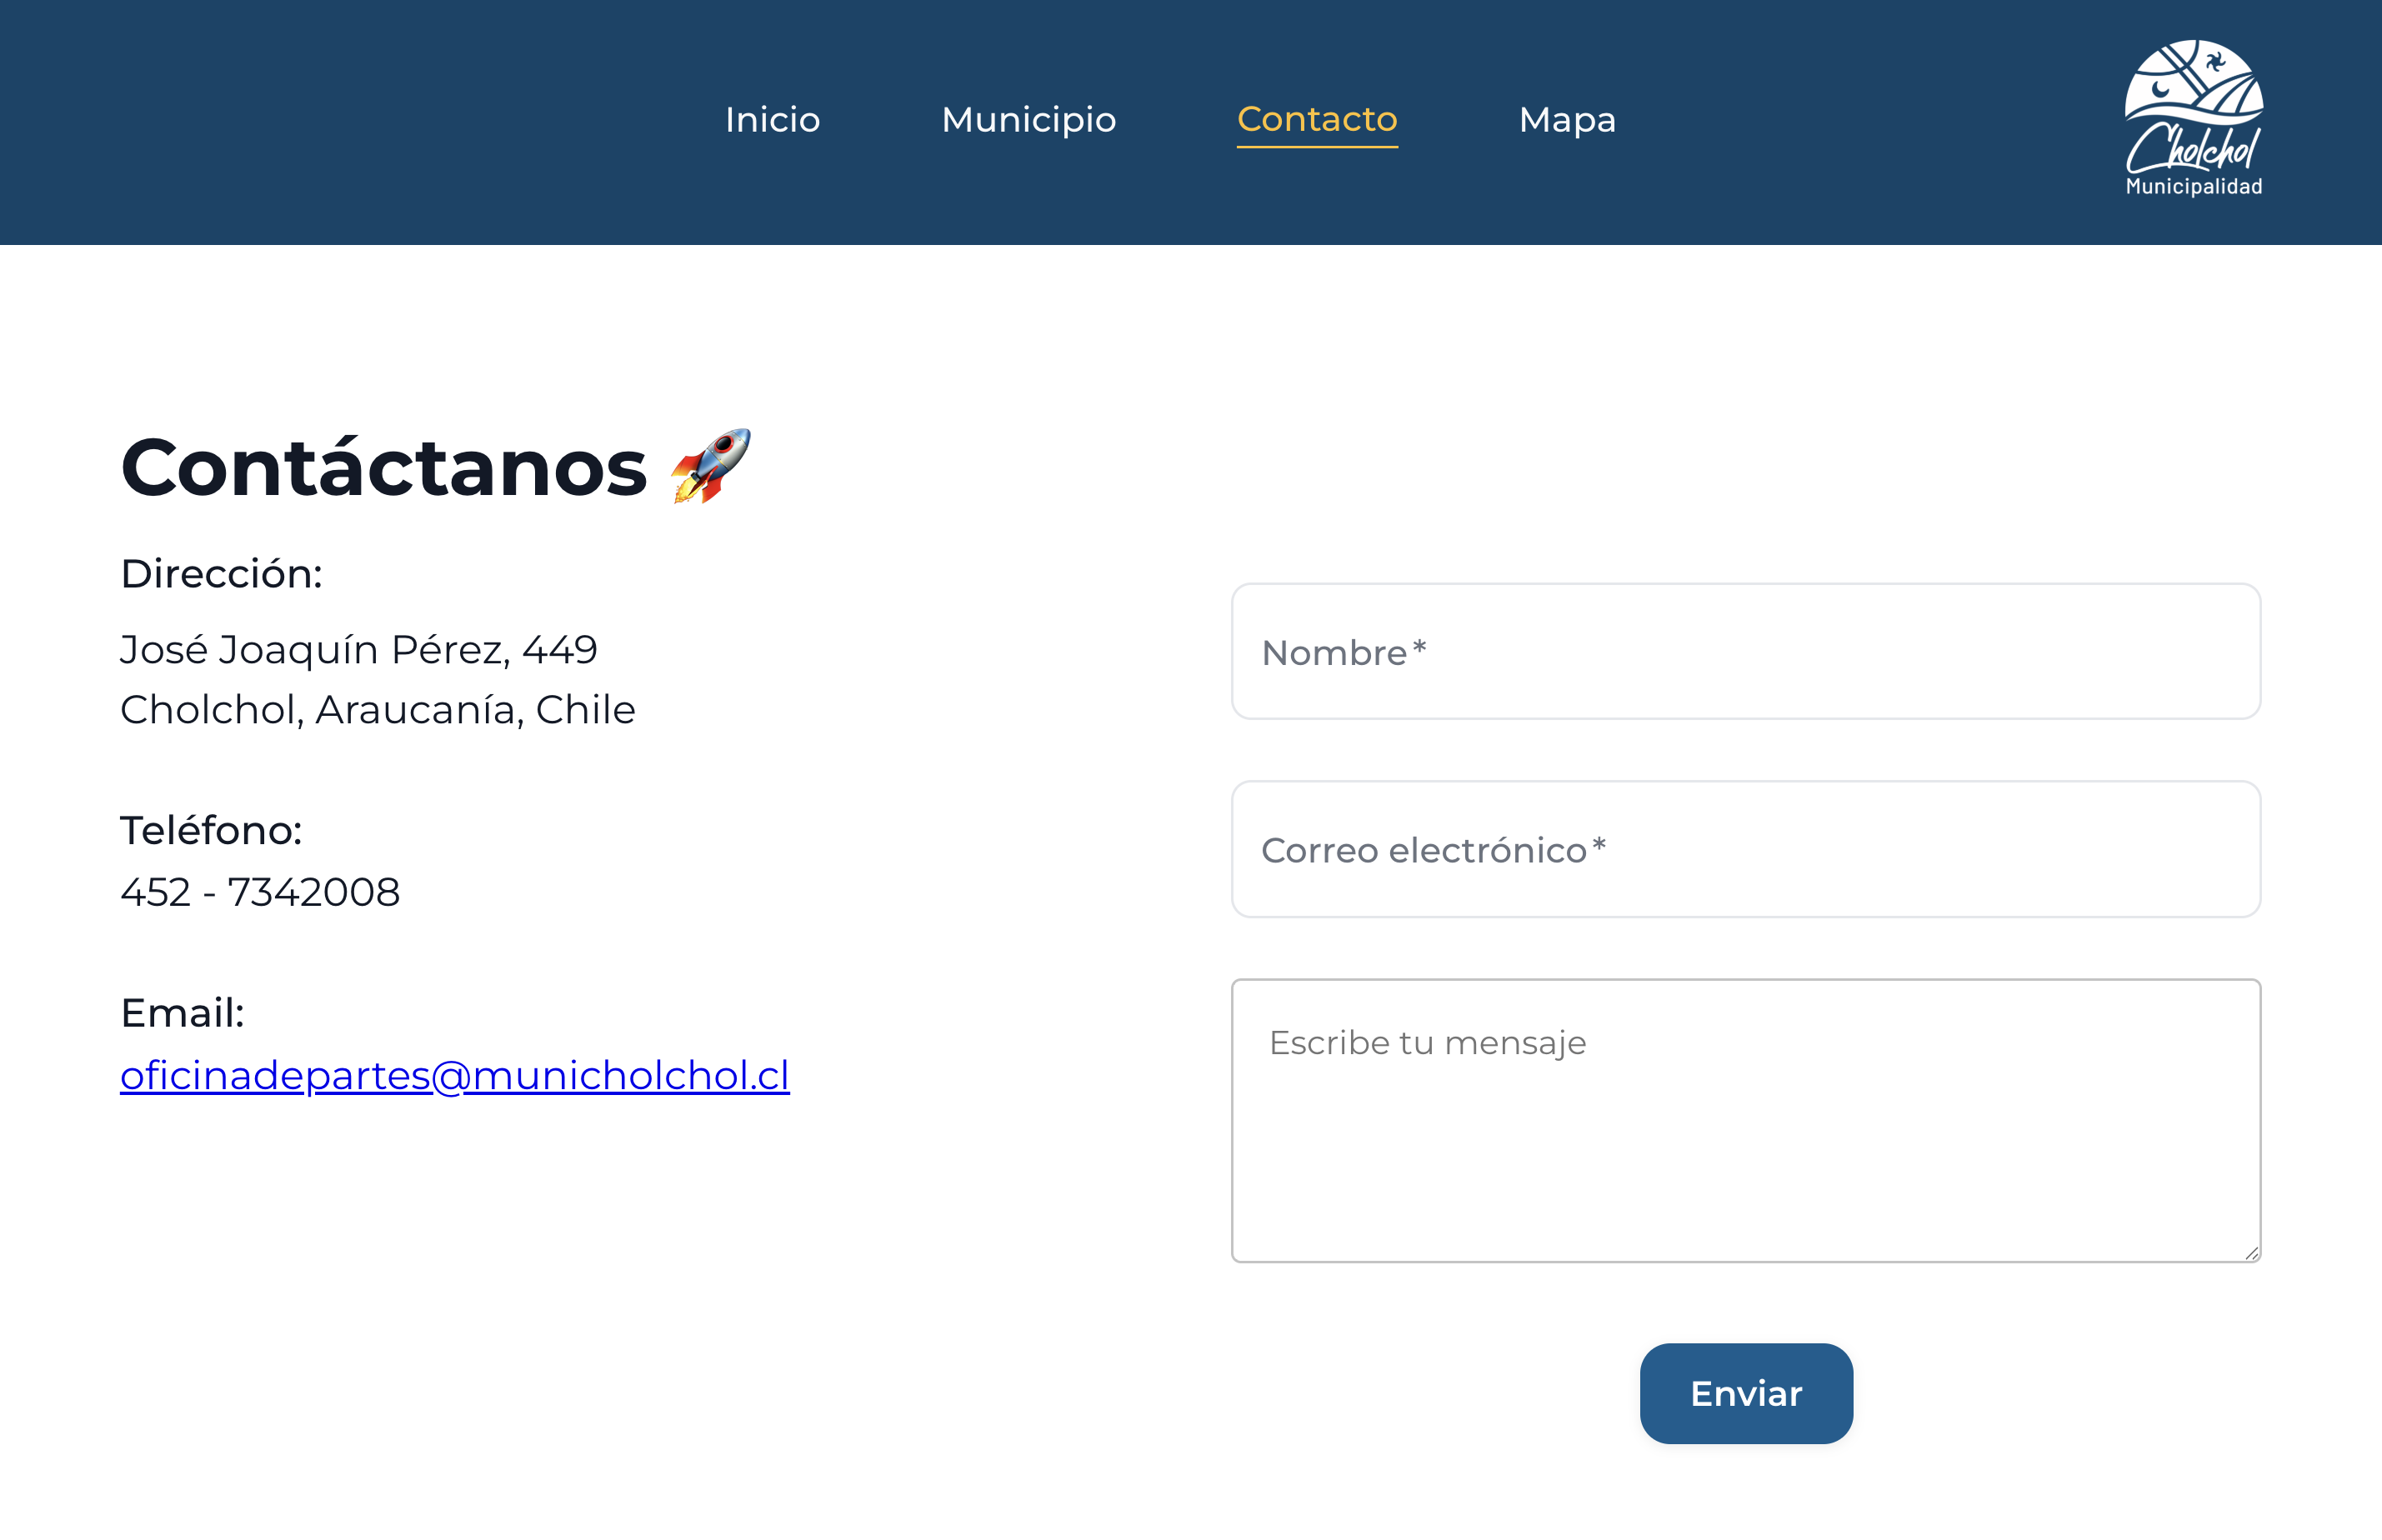 Inicio
Municipio
Contacto
Mapa
Cholchol
Municipalidad
Contáctanos 🚀
Dirección:
José Joaquín Pérez, 449
Cholchol, Araucanía, Chile
Teléfono:
452 - 7342008
Email:
oficinadepartes@municholchol.cl
Nombre *
Correo electrónico *
Escribe tu mensaje
Enviar